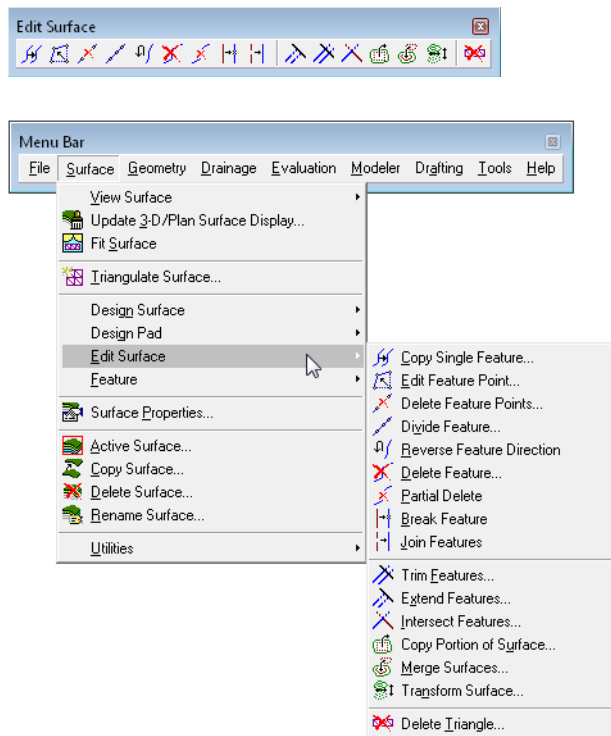 Edit Surface
Menu Bar
File Surface Geometry Drainage Evaluation Modeler Drafting Tools Help
View Surface
Update 3-D/Plan Surface Display...
Fit Surface
Triangulate Surface...
Design Surface
Design Pad
Edit Surface
Feature
Surface Properties...
Active Surface...
Copy Surface...
Delete Surface...
Rename Surface...
Utilities
Copy Single Feature...
Edit Feature Point...
Delete Feature Points...
Divide Feature...
Reverse Feature Direction
Delete Feature...
Partial Delete
Break Feature
Join Features
Trim Features...
Extend Features...
Intersect Features...
Copy Portion of Surface...
Merge Surfaces...
Transform Surface...
Delete Triangle...